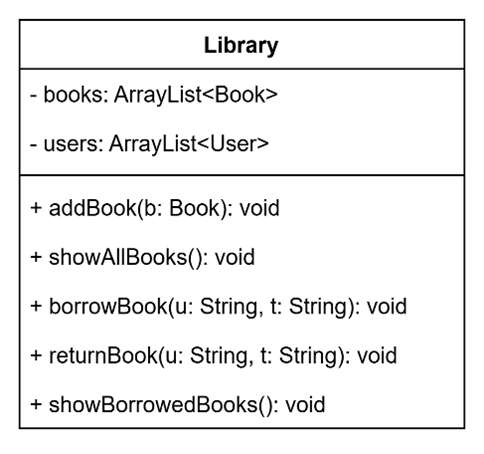 Library
- books: ArrayList<Book>
- users: ArrayList<User>
+ addBook(b: Book): void
+ showAllBooks(): void
+ borrowBook(u: String, t: String): void
+ returnBook(u: String, t: String): void
+ showBorrowedBooks(): void